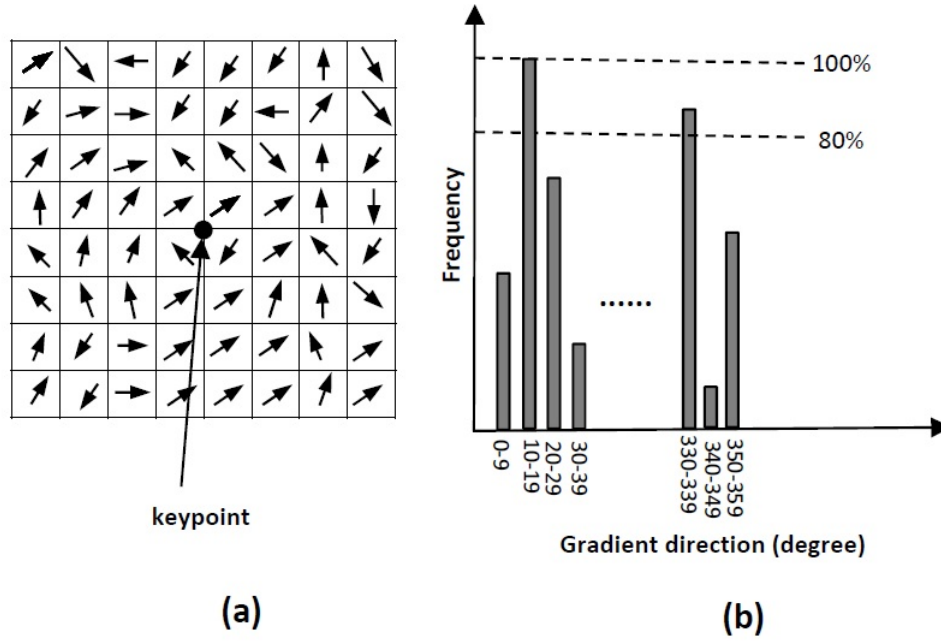 keypoint
(a)
Frequency
100%
80%
......
0-9
10-19
20-29
30-39
330-339
340-349
350-359
Gradient direction (degree)
(b)